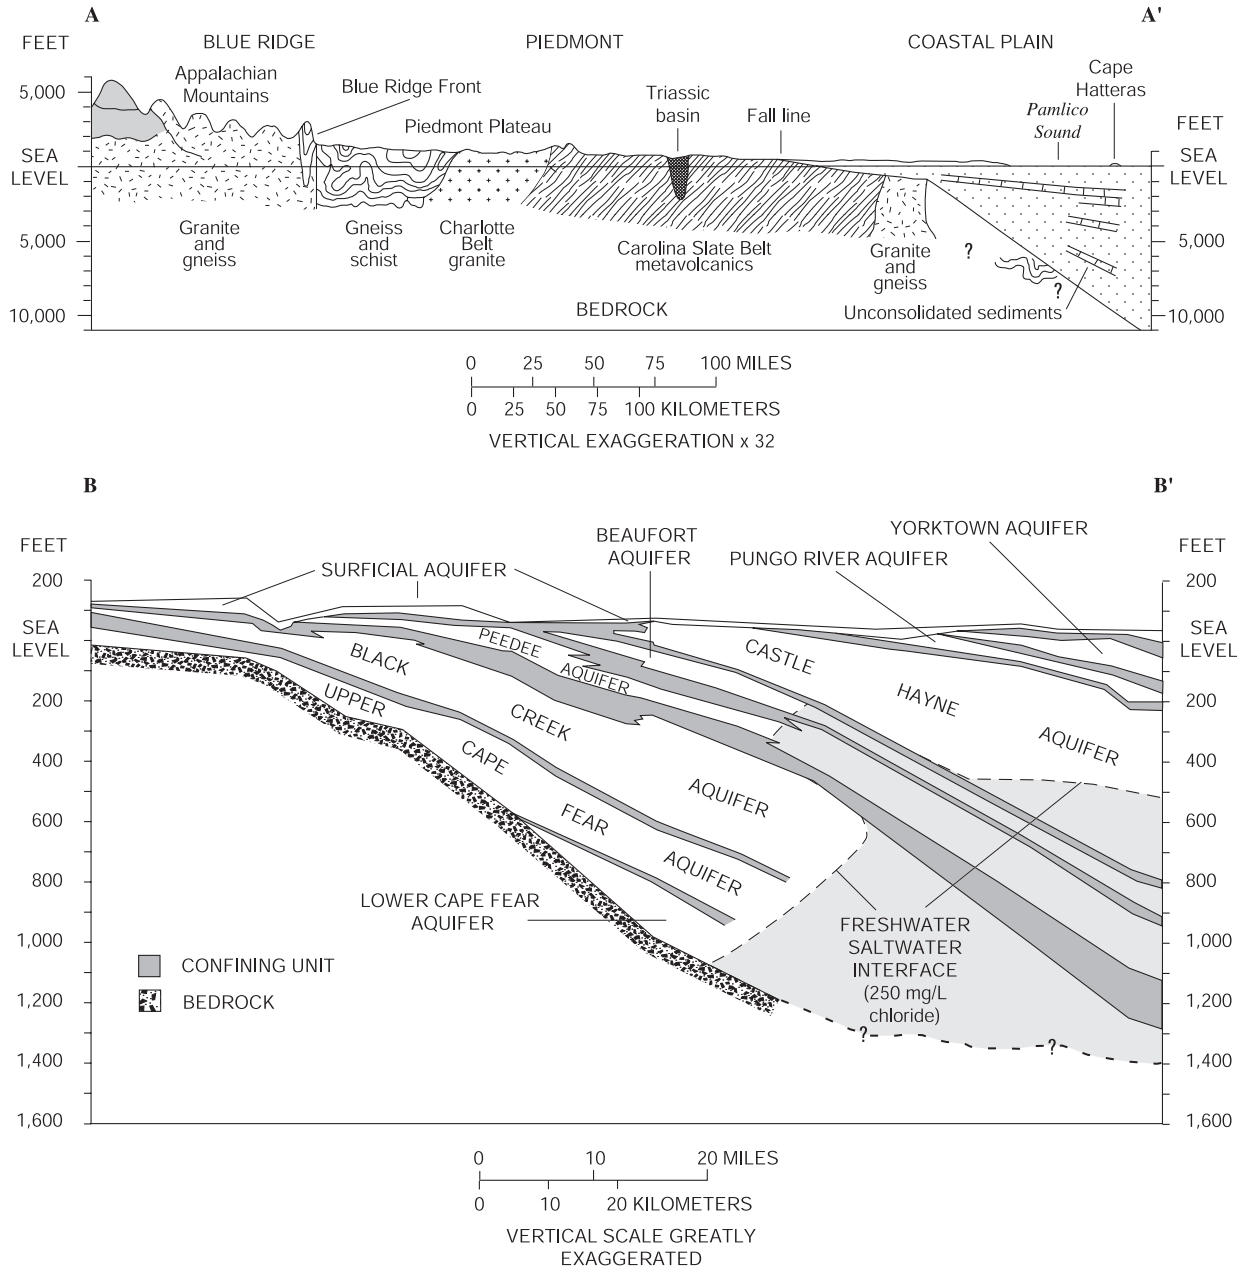 A A'
BLUE RIDGE PIEDMONT COASTAL PLAIN
FEET
5,000
SEA
LEVEL
5,000
10,000
Appalachian
Mountains
Blue Ridge Front
Piedmont Plateau
Triassic
basin
Fall line
Pamlico
Sound
Cape
Hatteras
FEET
SEA
LEVEL
5,000
10,000
Granite
and
gneiss
Gneiss
and
schist
Charlotte
Belt
granite
Carolina Slate Belt
metavolcanics
Granite
and
gneiss
?
?
Unconsolidated sediments
BEDROCK
0 25 50 75 100 MILES
0 25 50 75 100 KILOMETERS
VERTICAL EXAGGERATION x 32
B B'
FEET
200
SEA
LEVEL
200
400
600
800
1,000
1,200
1,400
1,600
SURFICIAL AQUIFER
BEAUFORT
AQUIFER
PUNGO RIVER AQUIFER
YORKTOWN AQUIFER
FEET
200
SEA
LEVEL
200
400
600
800
1,000
1,200
1,400
1,600
PEEDEE
AQUIFER
CASTLE
HAYNE
AQUIFER
BLACK
CREEK
AQUIFER
UPPER
CAPE
FEAR
AQUIFER
LOWER CAPE FEAR
AQUIFER
FRESHWATER
SALTWATER
INTERFACE
(250 mg/L
chloride)
?
?
CONFINING UNIT
BEDROCK
0 10 20 MILES
0 10 20 KILOMETERS
VERTICAL SCALE GREATLY
EXAGGERATED